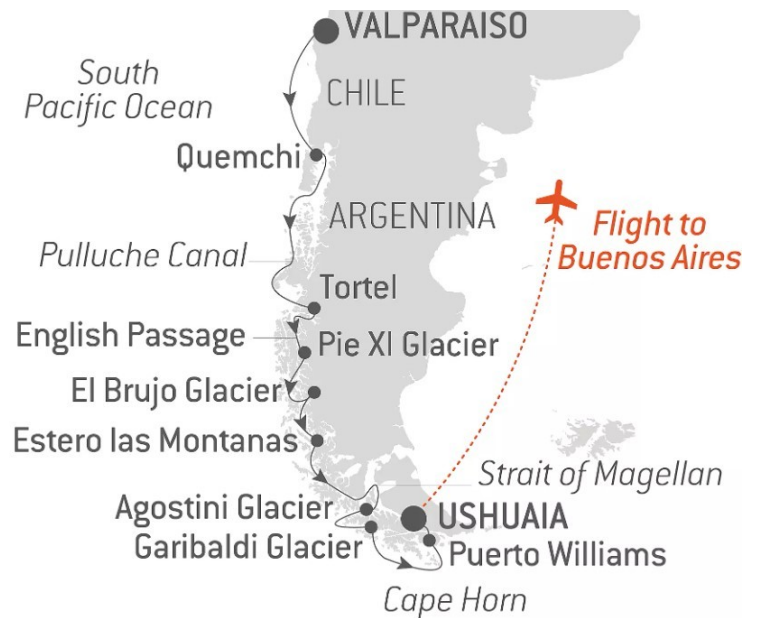 VALPARAISO
South
Pacific Ocean
CHILE
Quemchi
ARGENTINA
Flight to
Buenos Aires
Pulluche Canal
Tortel
English Passage
Pie XI Glacier
El Brujo Glacier
Estero las Montanas
Strait of Magellan
Agostini Glacier
USHUAIA
Garibaldi Glacier
Puerto Williams
Cape Horn